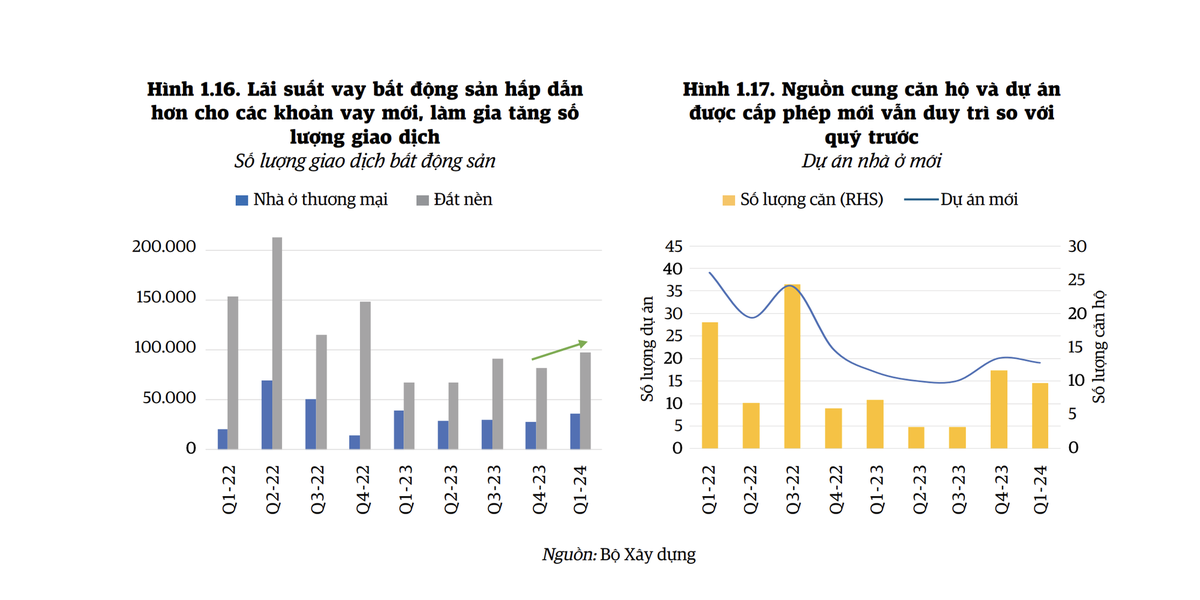 Hình 1.16. Lãi suất vay bất động sản hấp dẫn
hơn cho các khoản vay mới, làm gia tăng số
lượng giao dịch
Số lượng giao dịch bất động sản
Nhà ở thương mại
Đất nền
200.000
150.000
100.000
50.000
0
Q1-22
Q2-22
Q3-22
Q4-22
Q1-23
Q2-23
Q3-23
Q4-23
Q1-24
Hình 1.17. Nguồn cung căn hộ và dự án
được cấp phép mới vẫn duy trì so với
quý trước
Dự án nhà ở mới
Số lượng căn (RHS)
Dự án mới
Số lượng dự án
45
40
35
30
25
20
15
10
5
0
30
25
20
15
10
5
0
Số lượng căn hộ
Q1-22
Q2-22
Q3-22
Q4-22
Q1-23
Q2-23
Q3-23
Q4-23
Q1-24
Nguồn: Bộ Xây dựng